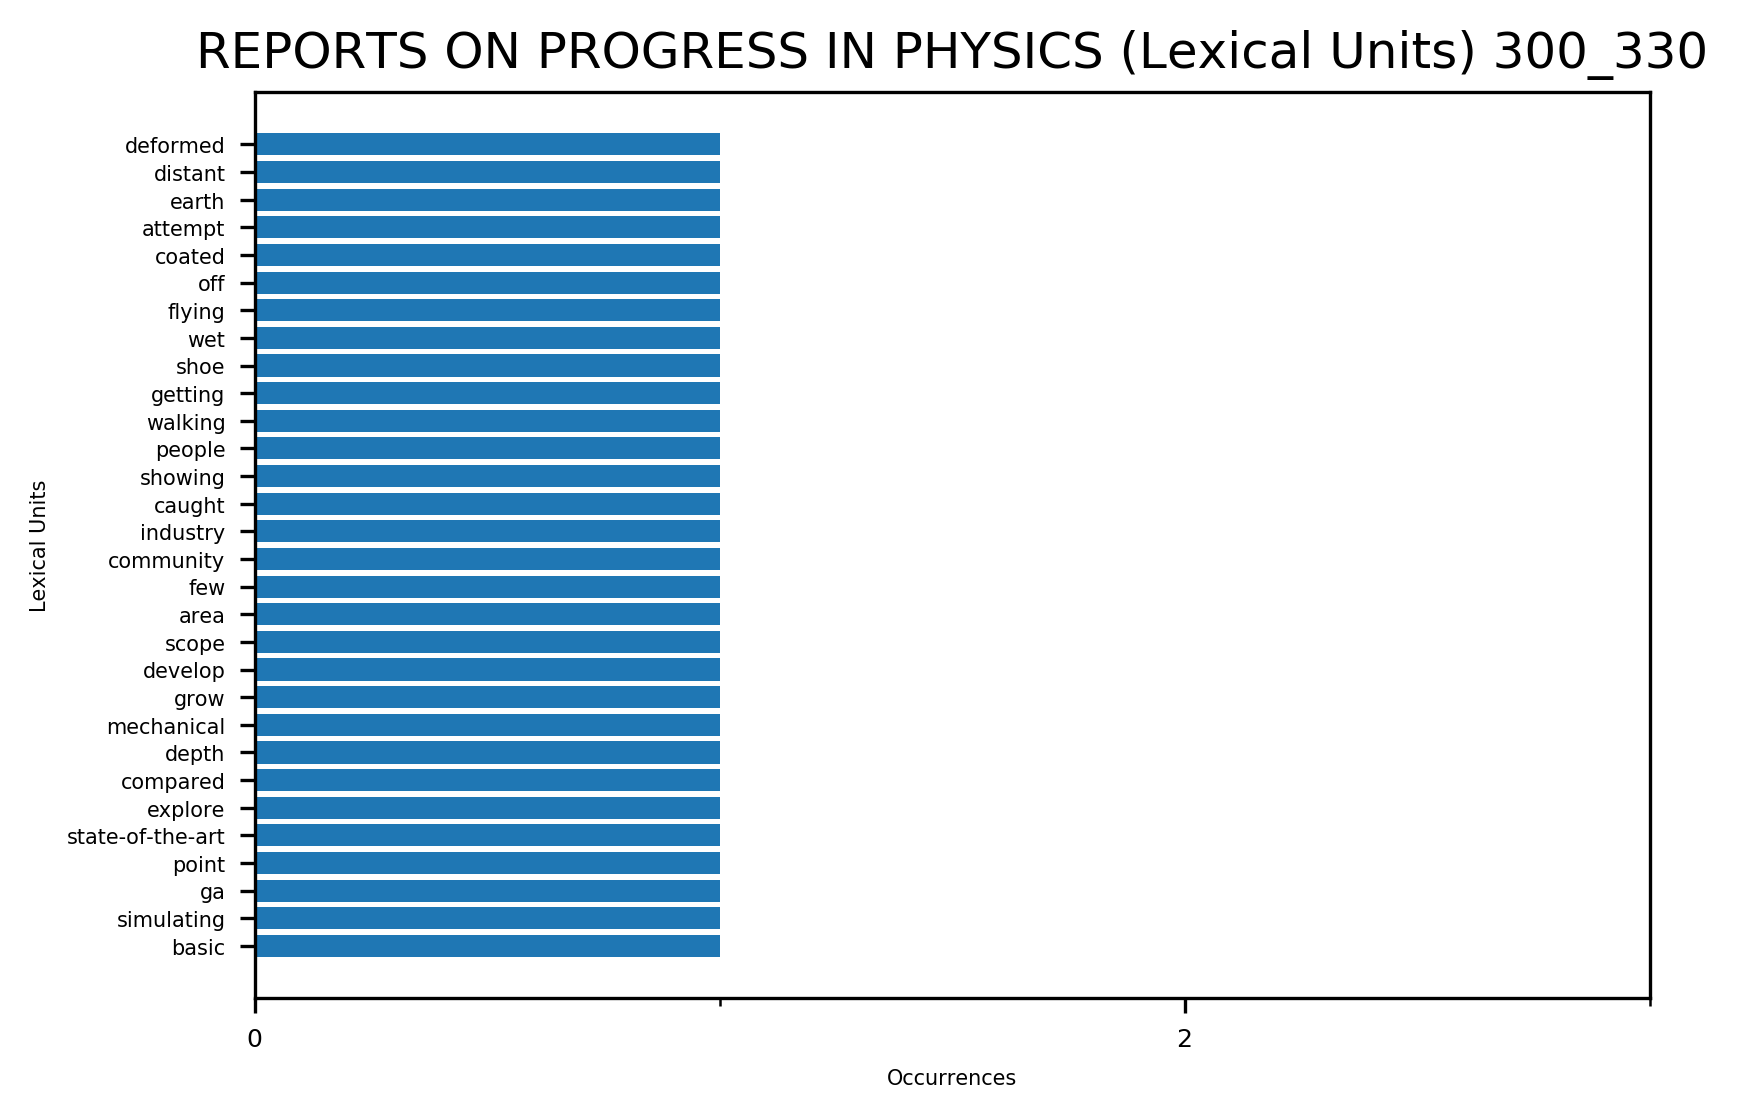 REPORTS ON PROGRESS IN PHYSICS (Lexical Units) 300_330
deformed
distant
earth
attempt
coated
off
flying
wet
shoe
getting
walking
people
showing
caught
industry
community
few
area
scope
develop
grow
mechanical
depth
compared
explore
state-of-the-art
point
ga
simulating
basic
Lexical Units
0 2
Occurrences